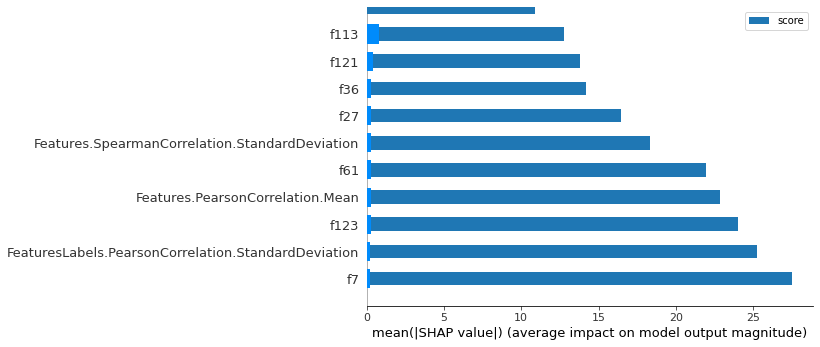 score
f113
f121
f36
f27
Features.SpearmanCorrelation.StandardDeviation
f61
Features.PearsonCorrelation.Mean
f123
FeaturesLabels.PearsonCorrelation.StandardDeviation
f7
0 5 10 15 20 25
mean(|SHAP value|) (average impact on model output magnitude)